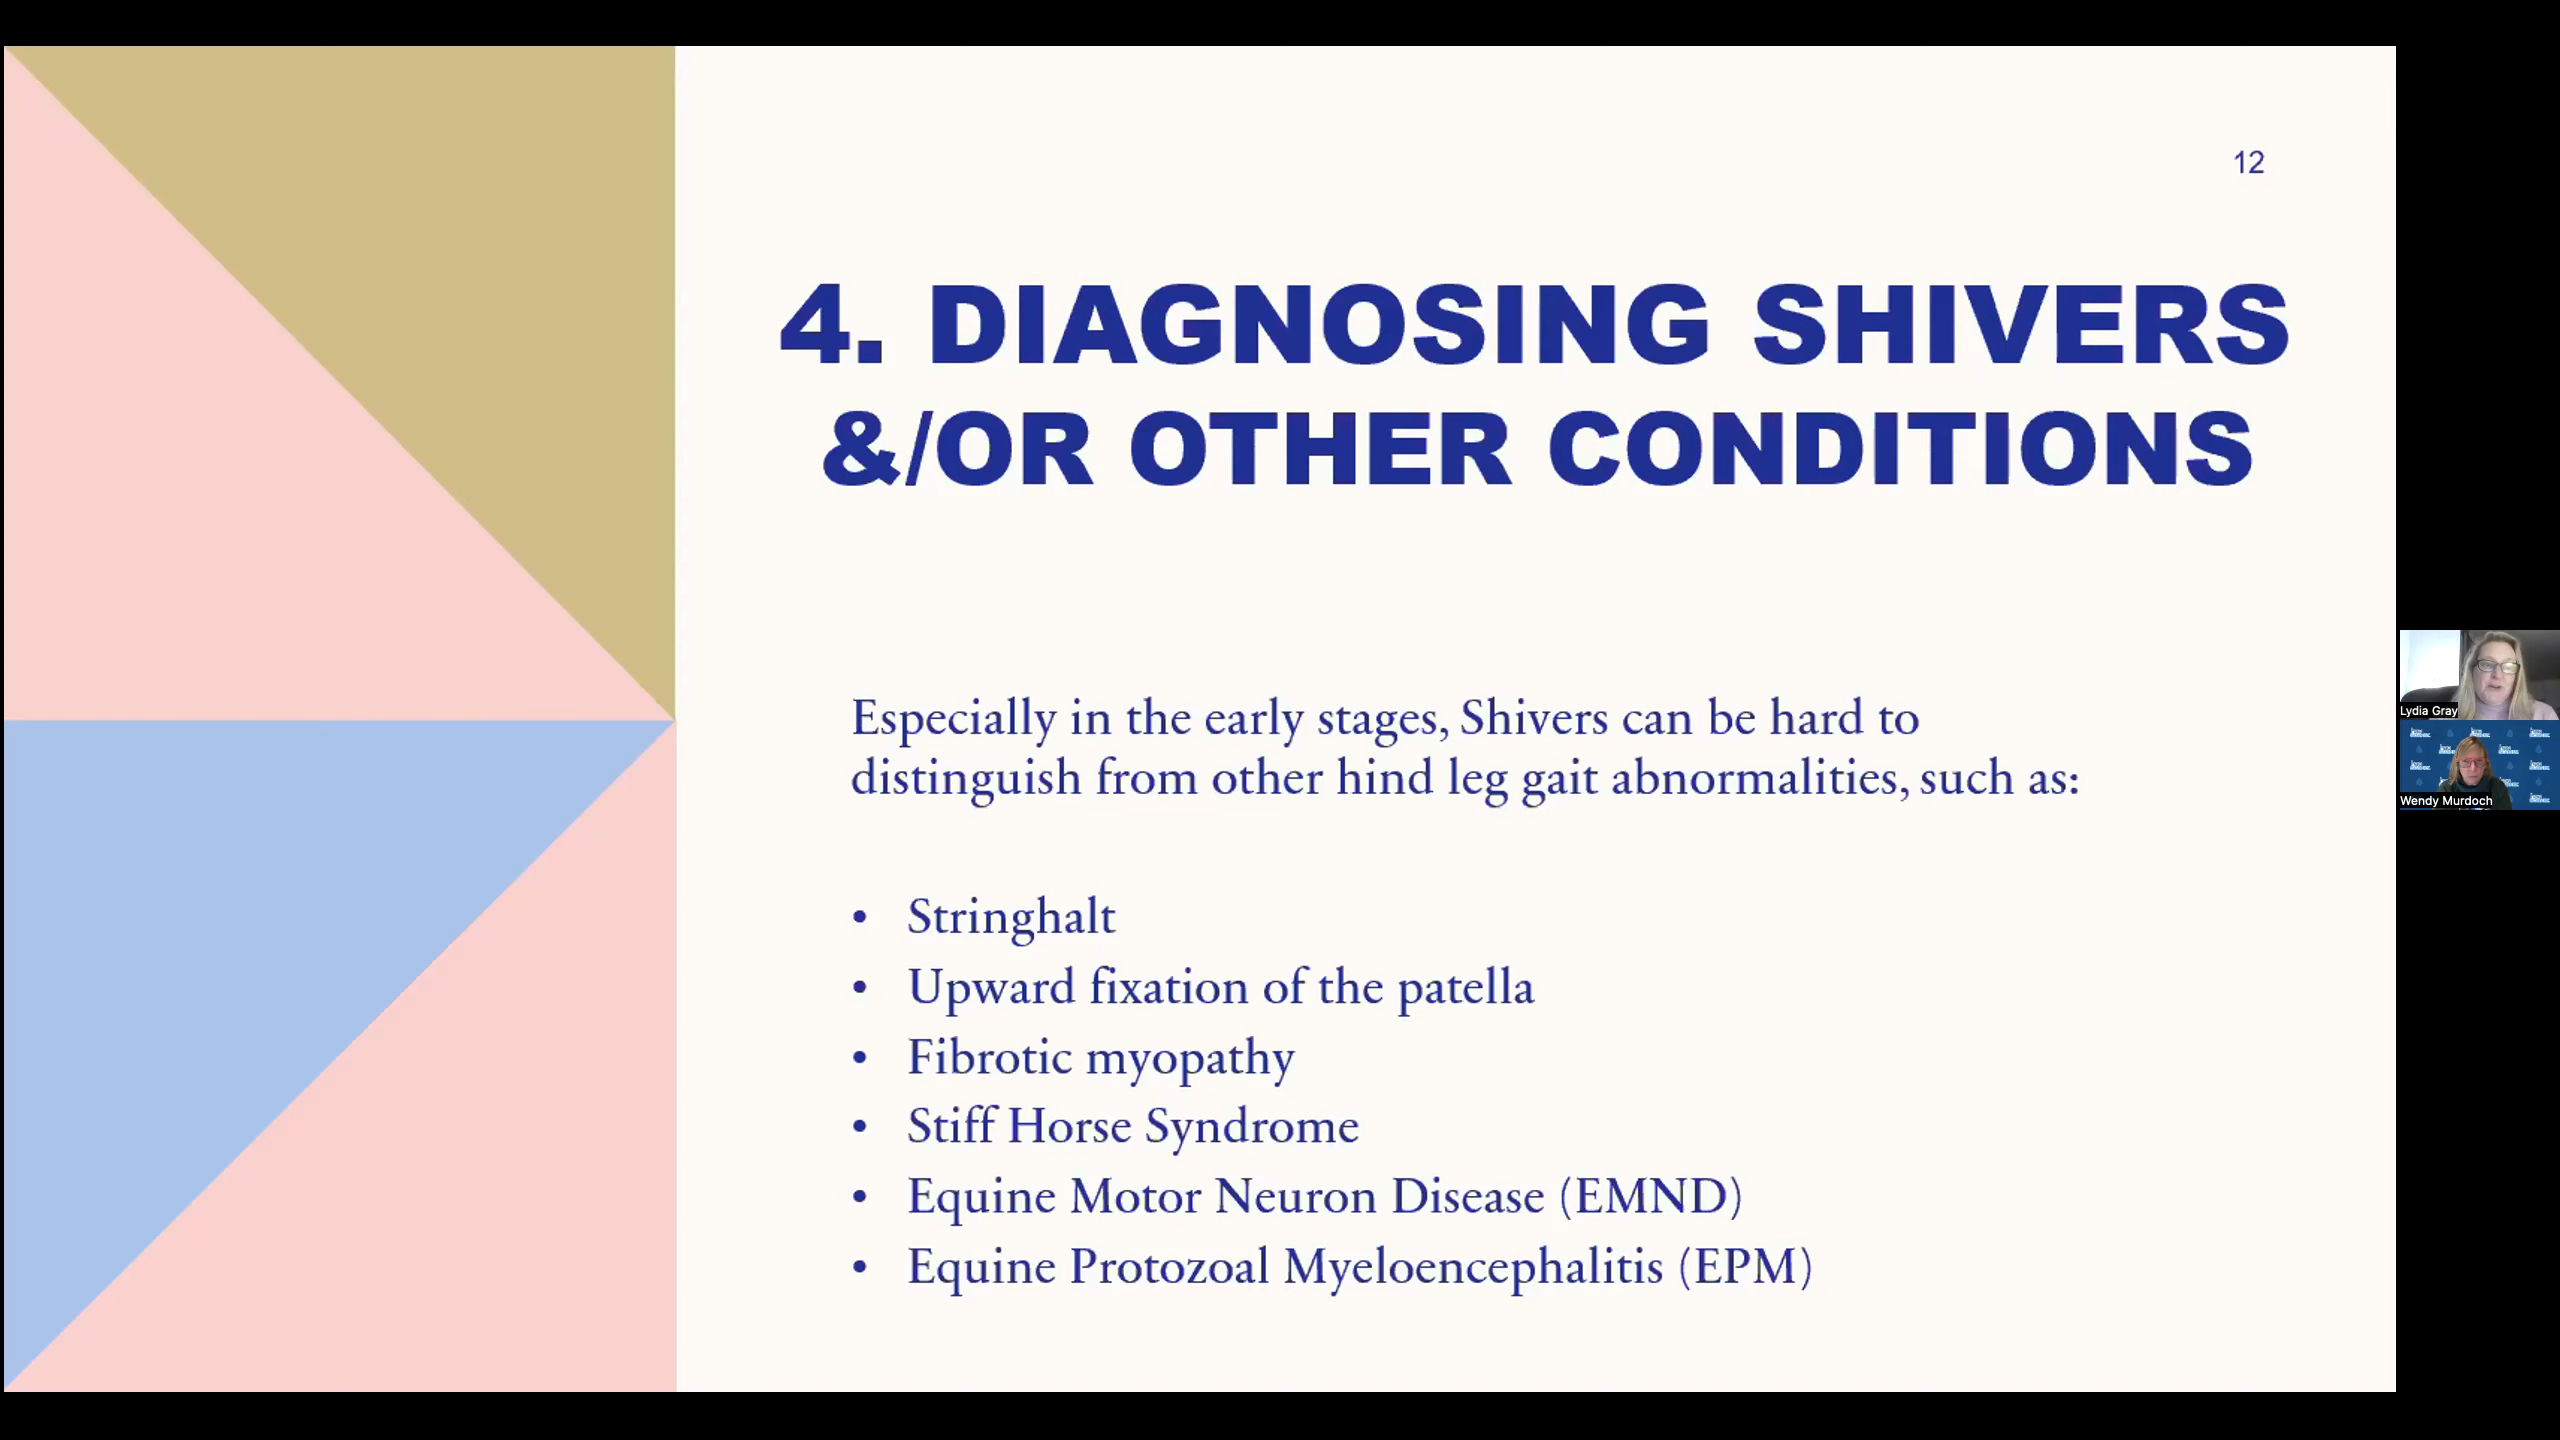 12
4. DIAGNOSING SHIVERS
&/OR OTHER CONDITIONS
Especially in the early stages, Shivers can be hard to
distinguish from other hind leg gait abnormalities, such as:
• Stringhalt
• Upward fixation of the patella
• Fibrotic myopathy
• Stiff Horse Syndrome
• Equine Motor Neuron Disease (EMND)
• Equine Protozoal Myeloencephalitis (EPM)
Lydia Gray
Wendy Murdoch